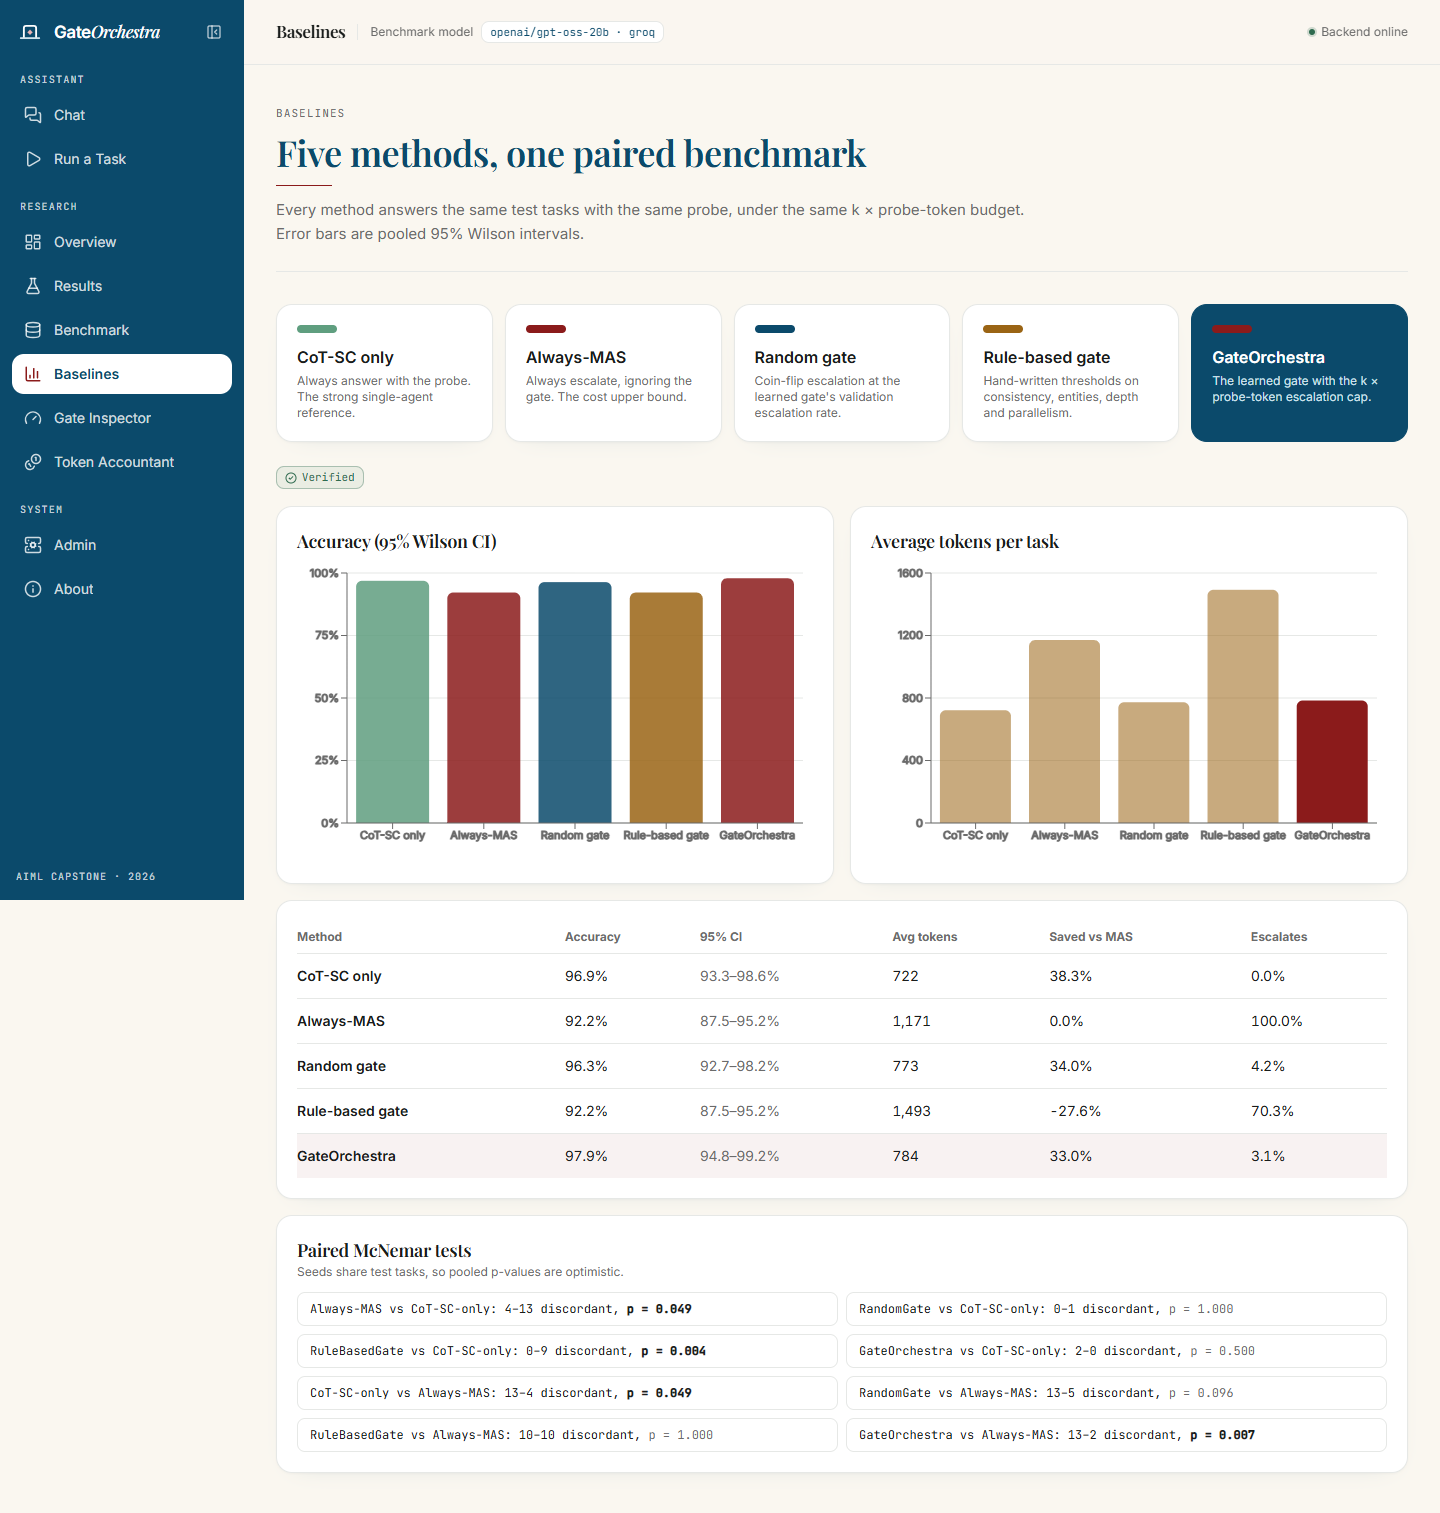 GateOrchestra
ASSISTANT
Chat
Run a Task
RESEARCH
Overview
Results
Benchmark
Baselines
Gate Inspector
Token Accountant
SYSTEM
Admin
About
AIML CAPSTONE · 2026
Baselines
Benchmark model
openai/gpt-oss-20b · groq
Backend online
BASELINES
Five methods, one paired benchmark
Every method answers the same test tasks with the same probe, under the same k × probe-token budget.
Error bars are pooled 95% Wilson intervals.
CoT-SC only
Always answer with the probe.
The strong single-agent
reference.
Always-MAS
Always escalate, ignoring the
gate. The cost upper bound.
Random gate
Coin-flip escalation at the
learned gate's validation
escalation rate.
Rule-based gate
Hand-written thresholds on
consistency, entities, depth
and parallelism.
GateOrchestra
The learned gate with the k ×
probe-token escalation cap.
Verified
Accuracy (95% Wilson CI)
100%
75%
50%
25%
0%
CoT-SC only Always-MAS Random gate Rule-based gate GateOrchestra
Average tokens per task
1600
1200
800
400
0
CoT-SC only Always-MAS Random gate Rule-based gate GateOrchestra
Method Accuracy 95% CI Avg tokens Saved vs MAS Escalates
CoT-SC only 96.9% 93.3–98.6% 722 38.3% 0.0%
Always-MAS 92.2% 87.5–95.2% 1,171 0.0% 100.0%
Random gate 96.3% 92.7–98.2% 773 34.0% 4.2%
Rule-based gate 92.2% 87.5–95.2% 1,493 -27.6% 70.3%
GateOrchestra 97.9% 94.8–99.2% 784 33.0% 3.1%
Paired McNemar tests
Seeds share test tasks, so pooled p-values are optimistic.
Always-MAS vs CoT-SC-only: 4–13 discordant, p = 0.049
RandomGate vs CoT-SC-only: 0–1 discordant, p = 1.000
RuleBasedGate vs CoT-SC-only: 0–9 discordant, p = 0.004
GateOrchestra vs CoT-SC-only: 2–0 discordant, p = 0.500
CoT-SC-only vs Always-MAS: 13–4 discordant, p = 0.049
RandomGate vs Always-MAS: 13–5 discordant, p = 0.096
RuleBasedGate vs Always-MAS: 10–10 discordant, p = 1.000
GateOrchestra vs Always-MAS: 13–2 discordant, p = 0.007